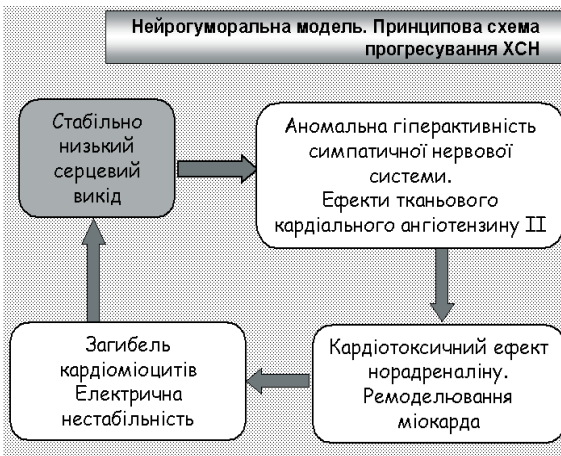 Нейрогуморальна модель. Принципова схема
прогресування ХСН
Стабільно
низький
серцевий
викід
Аномальна гіперактивність
симпатичної нервової
системи.
Ефекти тканьового
кардіального ангіотензину II
Кардіотоксичний ефект
норадреналіну.
Ремоделювання
міокарда
Загибель
кардіоміоцитів
Електрична
нестабільність